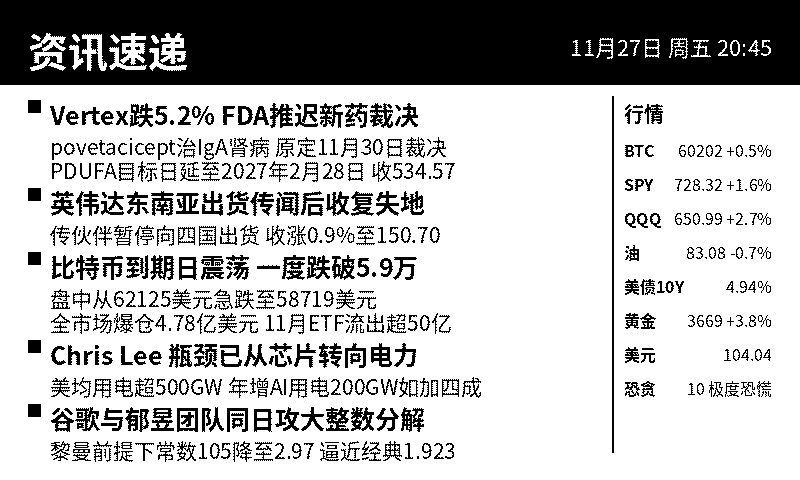 资讯速递
11月27日 周五 20:45
Vertex跌5.2% FDA推迟新药裁决
povetacicept治IgA肾病 原定11月30日裁决
PDUFA目标日延至2027年2月28日 收534.57
英伟达东南亚出货传闻后收复失地
传伙伴暂停向四国出货 收涨0.9%至150.70
比特币到期日震荡 一度跌破5.9万
盘中从62125美元急跌至58719美元
全市场爆仓4.78亿美元 11月ETF流出超50亿
Chris Lee 瓶颈已从芯片转向电力
美均用电超500GW 年增AI用电200GW如加四成
谷歌与郁昱团队同日攻大整数分解
黎曼前提下常数105降至2.97 逼近经典1.923
行情
BTC 60202 +0.5%
SPY 728.32 +1.6%
QQQ 650.99 +2.7%
油 83.08 -0.7%
美债10Y 4.94%
黄金 3669 +3.8%
美元 104.04
恐贪 10 极度恐慌